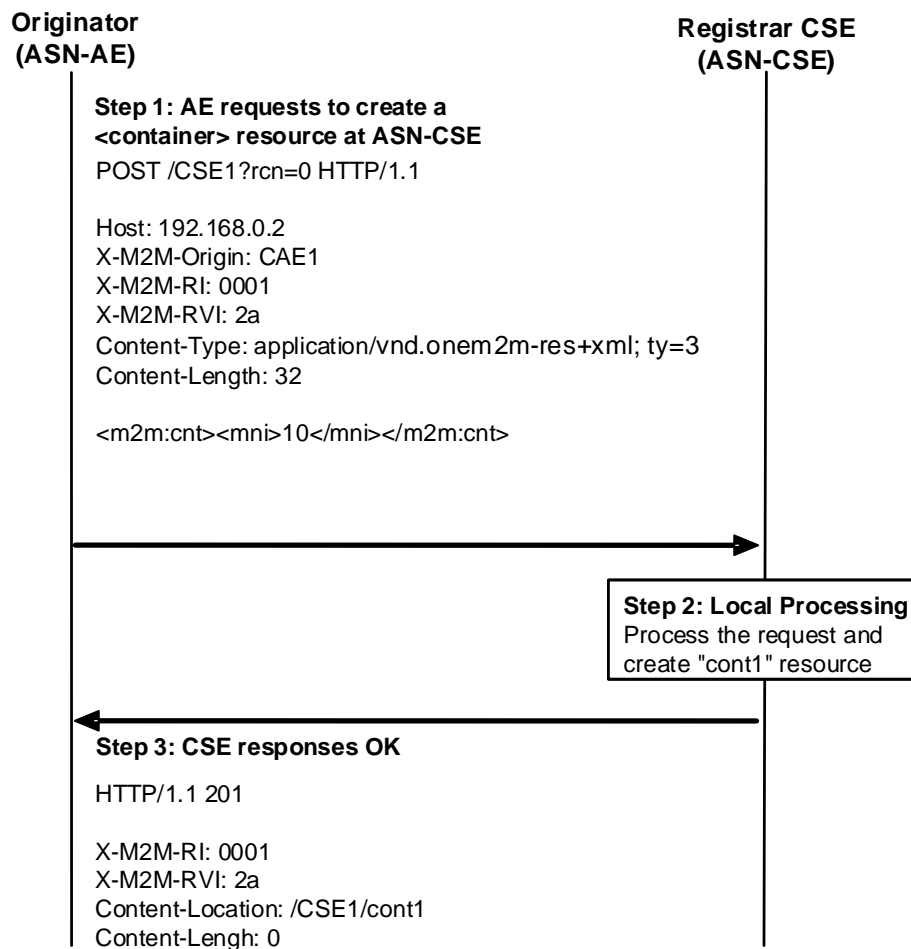 Originator
(ASN-AE)
Registrar CSE
(ASN-CSE)
Step 1: AE requests to create a
<container> resource at ASN-CSE
POST /CSE1?rcn=0 HTTP/1.1
Host: 192.168.0.2
X-M2M-Origin: CAE1
X-M2M-RI: 0001
X-M2M-RVI: 2a
Content-Type: application/vnd.onem2m-res+xml; ty=3
Content-Length: 32
<m2m:cnt><mni>10</mni></m2m:cnt>
Step 2: Local Processing
Process the request and
create "cont1" resource
Step 3: CSE responses OK
HTTP/1.1 201
X-M2M-RI: 0001
X-M2M-RVI: 2a
Content-Location: /CSE1/cont1
Content-Lengh: 0